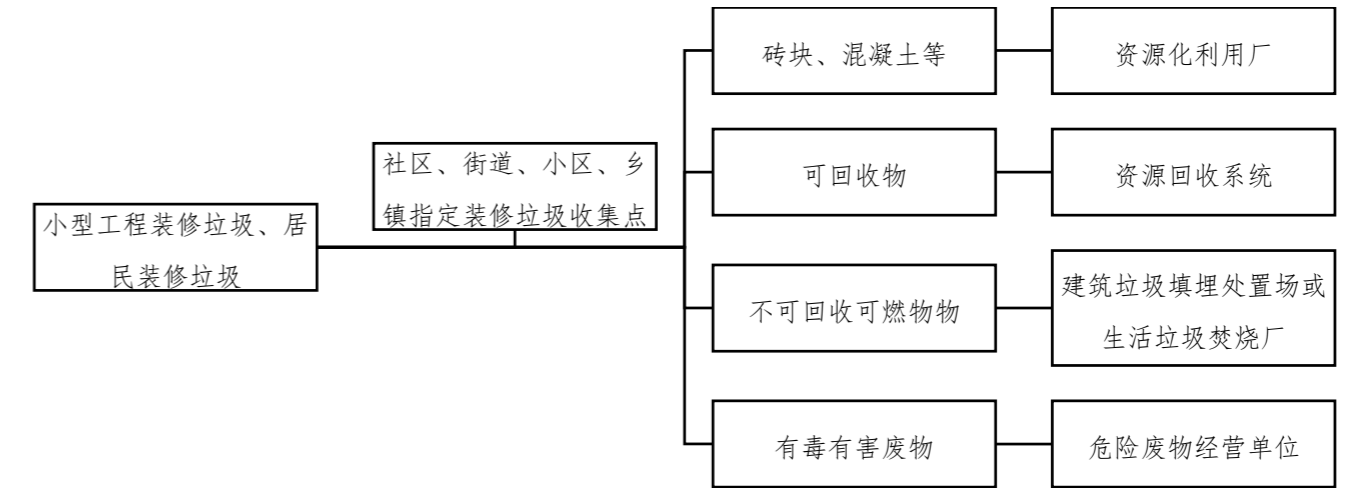 小型工程装修垃圾、居
民装修垃圾
社区、街道、小区、乡
镇指定装修垃圾收集点
砖块、混凝土等
资源化利用厂
可回收物
资源回收系统
不可回收可燃物物
建筑垃圾填埋处置场或
生活垃圾焚烧厂
有毒有害废物
危险废物经营单位